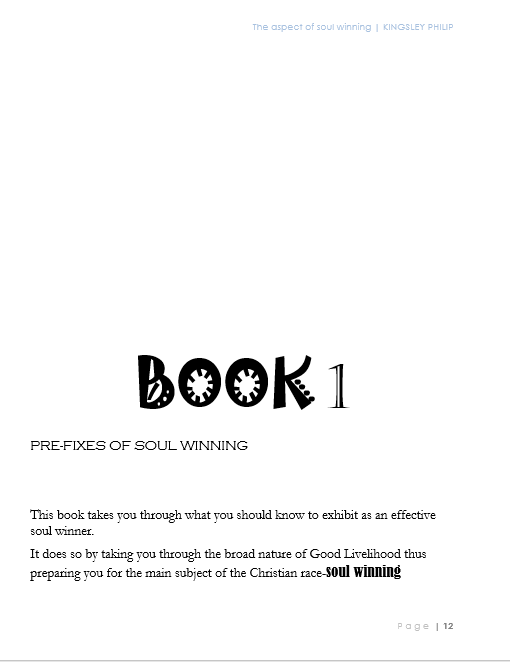 The aspect of soul winning | KINGSLEY PHILIP
BOOK 1
PRE-FIXES OF SOUL WINNING
This book takes you through what you should know to exhibit as an effective
soul winner.
It does so by taking you through the broad nature of Good Livelihood thus
preparing you for the main subject of the Christian race-soul winning
Page | 12